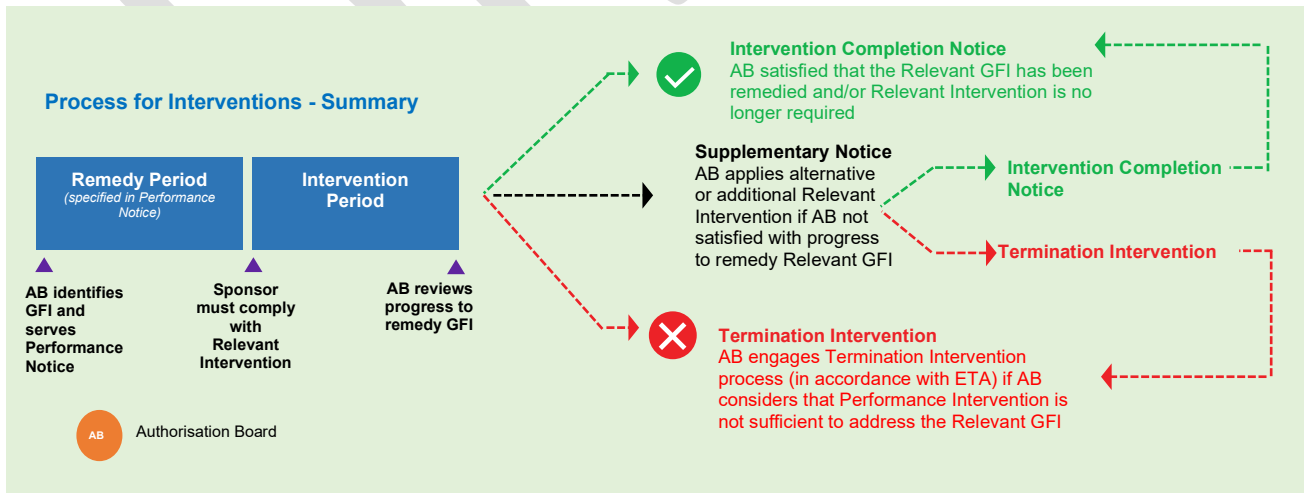 Process for Interventions - Summary
Remedy Period
(specified in Performance
Notice)
Intervention
Period
AB identifies
GFI and
serves
Performance
Notice
Sponsor
must comply
with
Relevant
Intervention
AB reviews
progress to
remedy GFI
AB
Authorisation Board
Intervention Completion Notice
AB satisfied that the Relevant GFI has been
remedied and/or Relevant Intervention is no
longer required
Supplementary Notice
AB applies alternative
or additional Relevant
Intervention if AB not
satisfied with progress
to remedy Relevant GFI
Intervention Completion
Notice
Termination Intervention
Termination Intervention
AB engages Termination Intervention
process (in accordance with ETA) if AB
considers that Performance Intervention is
not sufficient to address the Relevant GFI